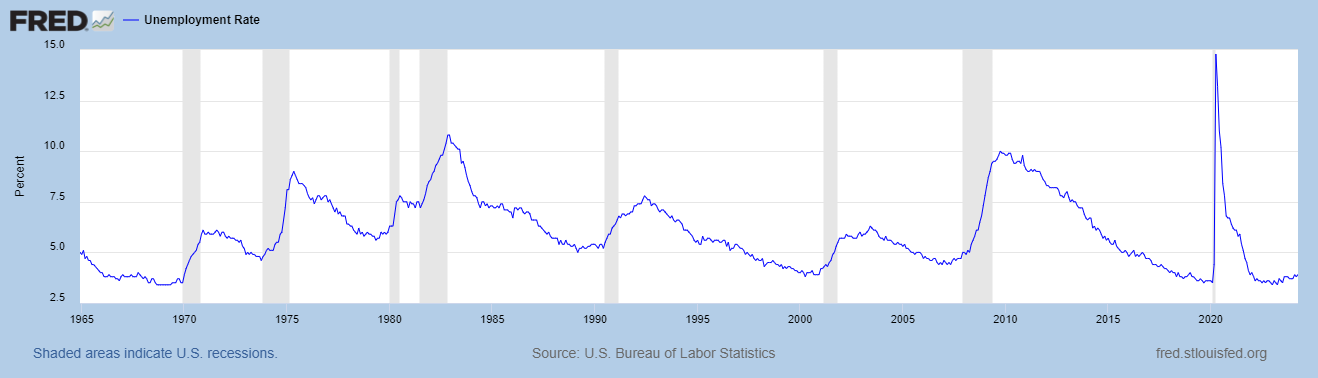 FRED
Unemployment Rate
15.0
12.5
10.0
7.5
5.0
2.5
Percent
1965 1970 1975 1980 1985 1990 1995 2000 2005 2010 2015 2020
Shaded areas indicate U.S. recessions. Source: U.S. Bureau of Labor Statistics fred.stlouisfed.org